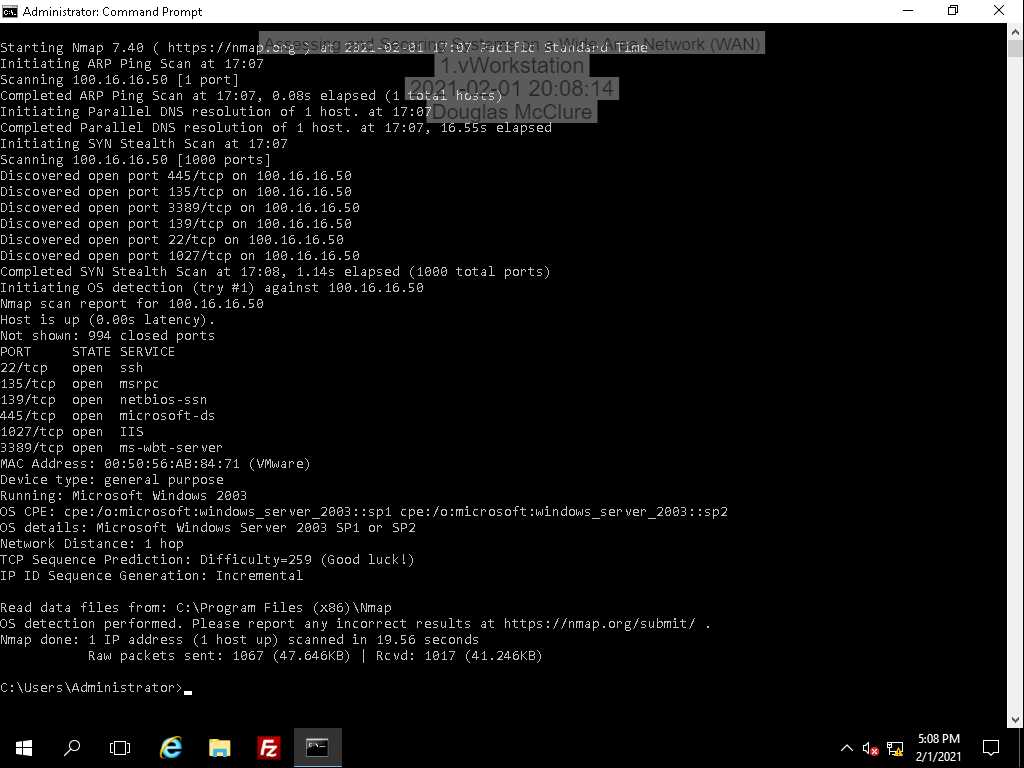 Administrator: Command Prompt
Assessing and Securing Systems on a Wide Area Network (WAN)
1.vWorkstation
2021-02-01 20:08:14
Douglas McClure
Starting Nmap 7.40 ( https://nmap.org ) at 2021-02-01 17:07 Pacific Standard Time
Initiating ARP Ping Scan at 17:07
Scanning 100.16.16.50 [1 port]
Completed ARP Ping Scan at 17:07, 0.08s elapsed (1 total hosts)
Initiating Parallel DNS resolution of 1 host. at 17:07
Completed Parallel DNS resolution of 1 host. at 17:07, 16.55s elapsed
Initiating SYN Stealth Scan at 17:07
Scanning 100.16.16.50 [1000 ports]
Discovered open port 445/tcp on 100.16.16.50
Discovered open port 135/tcp on 100.16.16.50
Discovered open port 3389/tcp on 100.16.16.50
Discovered open port 139/tcp on 100.16.16.50
Discovered open port 22/tcp on 100.16.16.50
Discovered open port 1027/tcp on 100.16.16.50
Completed SYN Stealth Scan at 17:08, 1.14s elapsed (1000 total ports)
Initiating OS detection (try #1) against 100.16.16.50
Nmap scan report for 100.16.16.50
Host is up (0.00s latency).
Not shown: 994 closed ports
PORT     STATE SERVICE
22/tcp   open  ssh
135/tcp  open  msrpc
139/tcp  open  netbios-ssn
445/tcp  open  microsoft-ds
1027/tcp open  IIS
3389/tcp open  ms-wbt-server
MAC Address: 00:50:56:AB:84:71 (VMware)
Device type: general purpose
Running: Microsoft Windows 2003
OS CPE: cpe:/o:microsoft:windows_server_2003::sp1 cpe:/o:microsoft:windows_server_2003::sp2
OS details: Microsoft Windows Server 2003 SP1 or SP2
Network Distance: 1 hop
TCP Sequence Prediction: Difficulty=259 (Good luck!)
IP ID Sequence Generation: Incremental
Read data files from: C:\Program Files (x86)\Nmap
OS detection performed. Please report any incorrect results at https://nmap.org/submit/ .
Nmap done: 1 IP address (1 host up) scanned in 19.56 seconds
           Raw packets sent: 1067 (47.646KB) | Rcvd: 1017 (41.246KB)
C:\Users\Administrator>
5:08 PM
2/1/2021